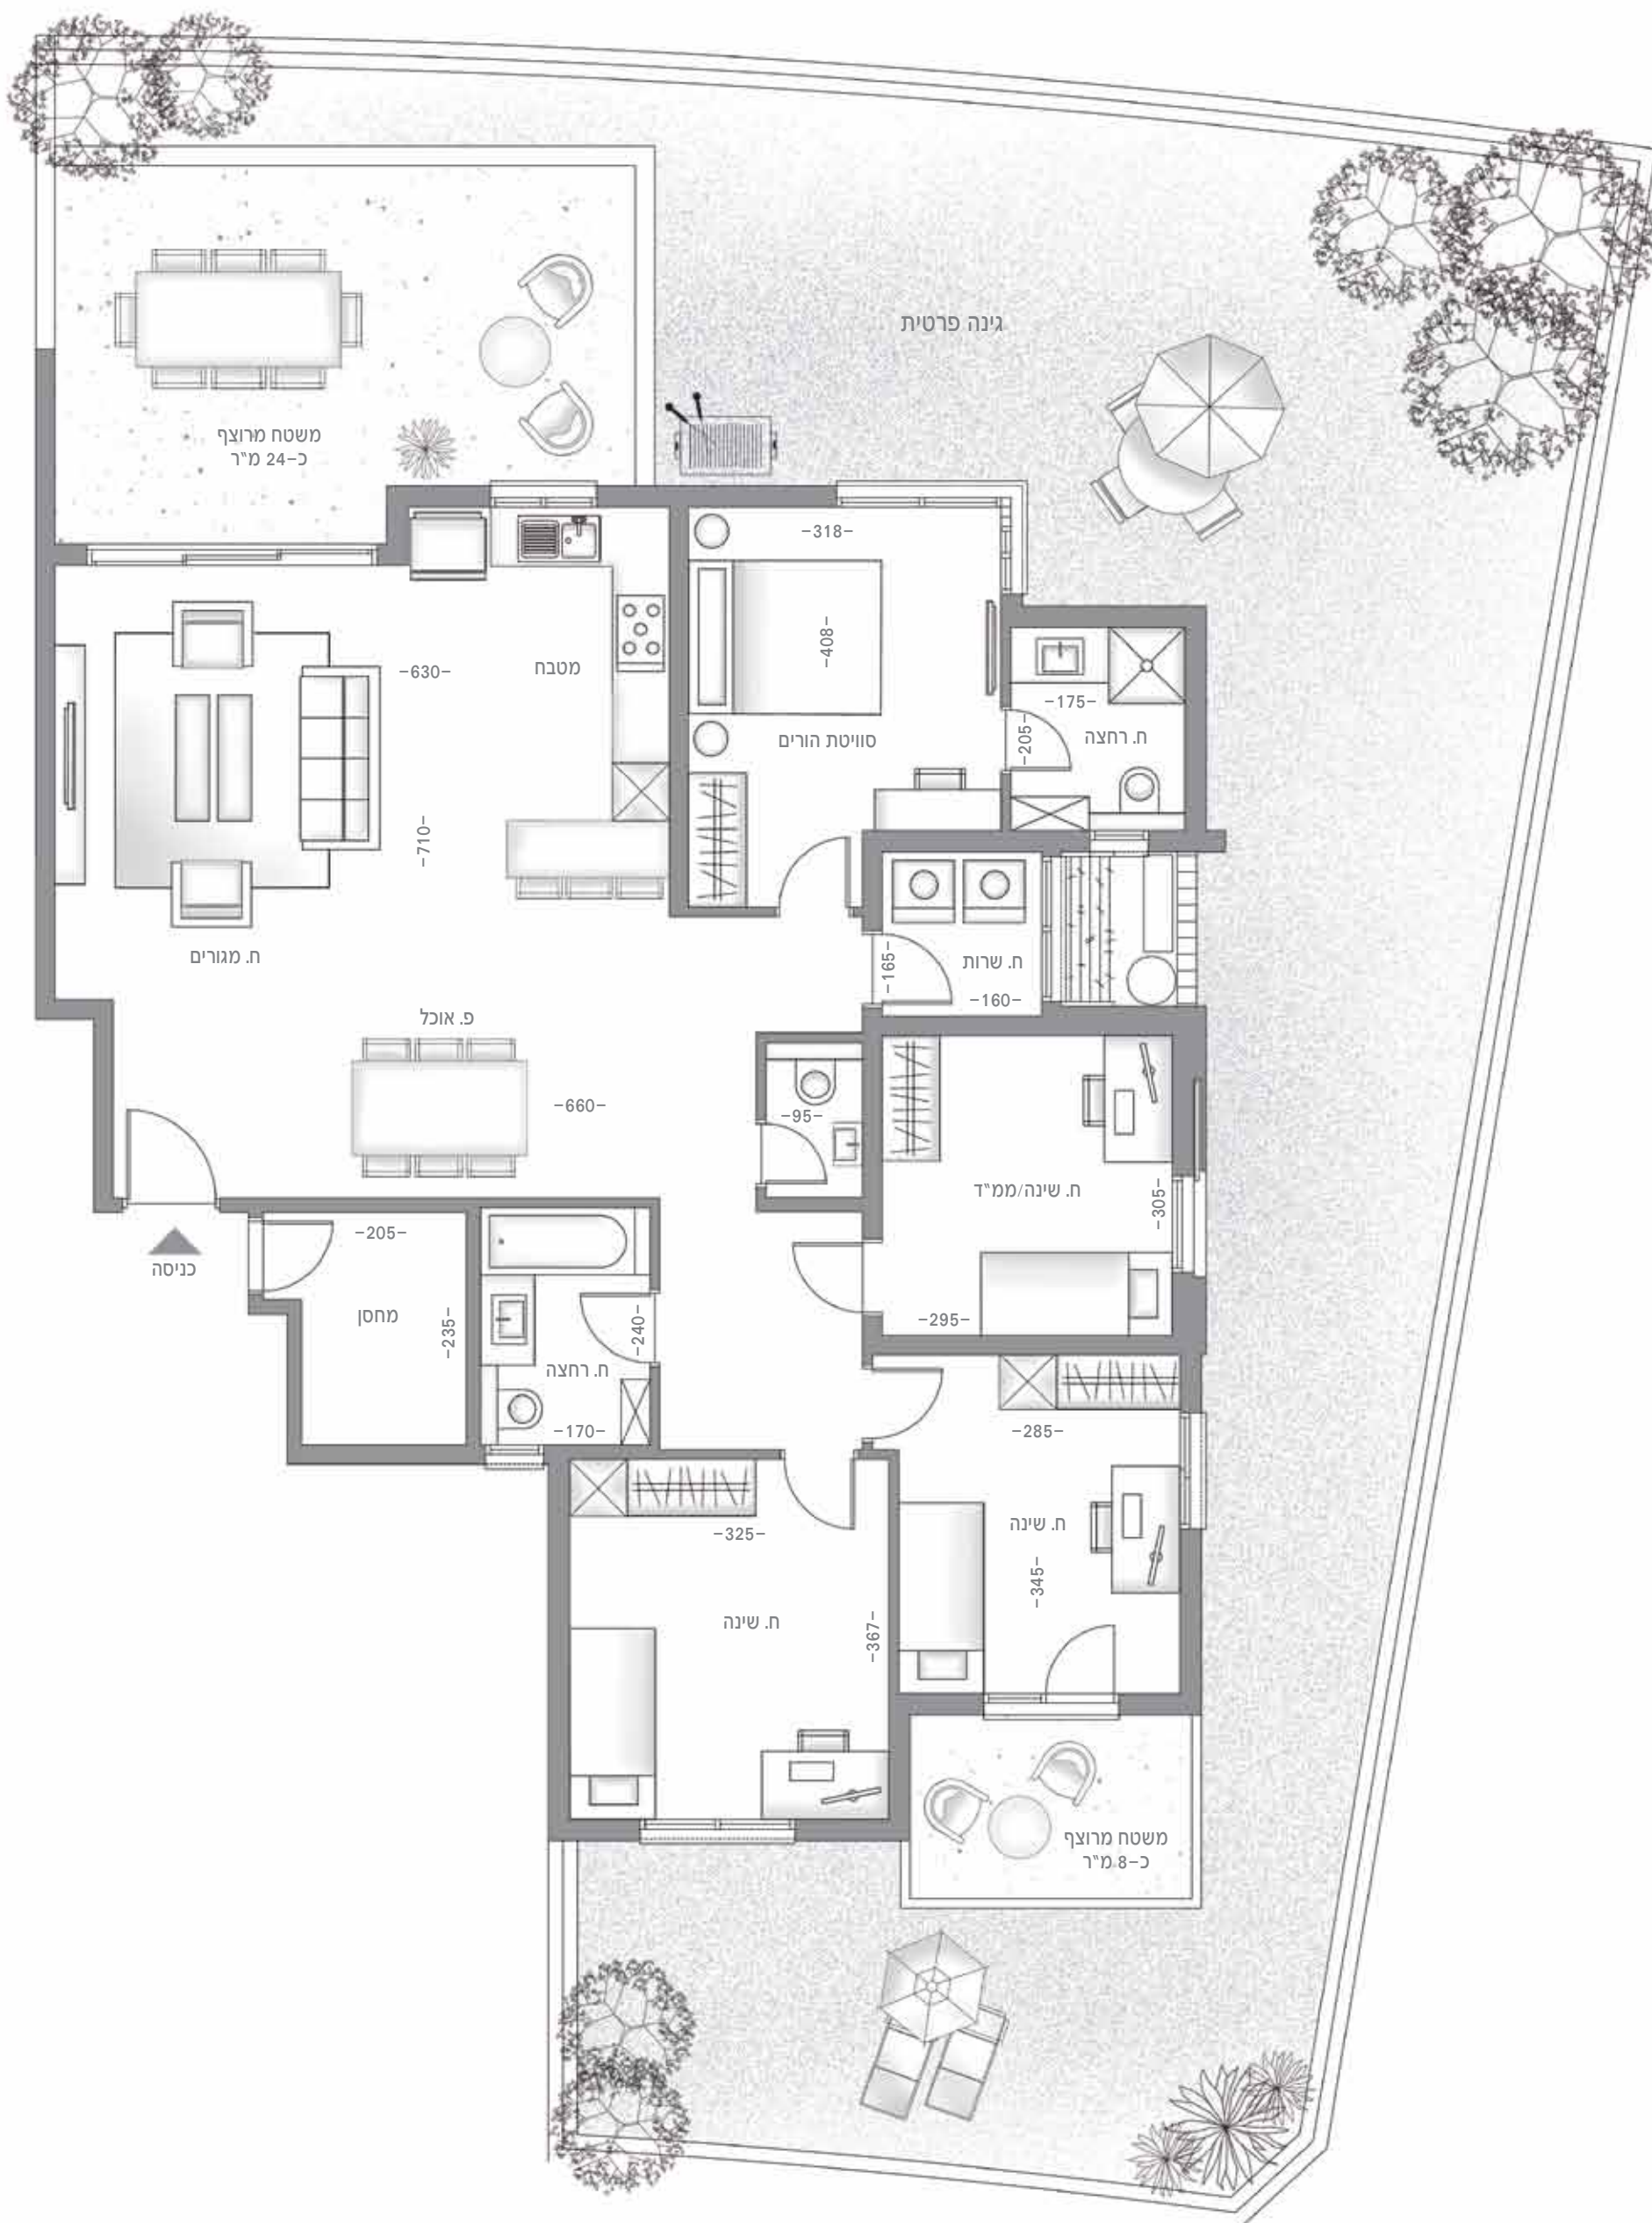 גינה פרטית
משטח מרוצף
כ-24 מ"ר
-318-
-408-
-630-
מטבח
סוויטת הורים
-175-
-205-
ח. רחצה
-710-
ח. מגורים
-165-
ח. שרות
-160-
פ. אוכל
-660-
-95-
ח. שינה/ממ"ד
-305-
-295-
כניסה
-205-
מחסן
-235-
-240-
ח. רחצה
-170-
-285-
ח. שינה
-345-
-325-
ח. שינה
-367-
משטח מרוצף
כ-8 מ"ר